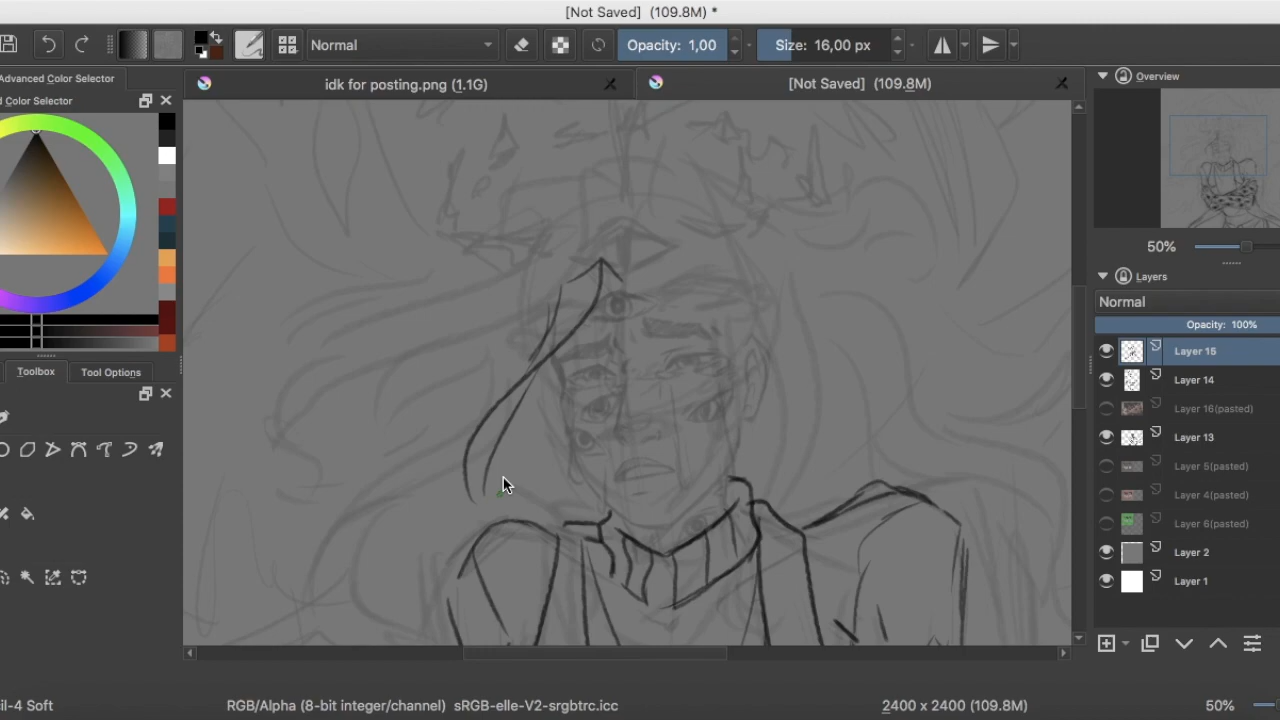 [Not Saved] (109.8M) *
Normal
Opacity: 1,00
Size: 16,00 px
Advanced Color Selector
d Color Selector
idk for posting.png (1.1G)
[Not Saved] (109.8M)
Overview
50%
Layers
Normal
Opacity: 100%
Layer 15
Layer 14
Layer 16(pasted)
Layer 13
Layer 5(pasted)
Layer 4(pasted)
Layer 6(pasted)
Layer 2
Layer 1
Toolbox
Tool Options
cil-4 Soft
RGB/Alpha (8-bit integer/channel) sRGB-elle-V2-srgbtrc.icc
2400 x 2400 (109.8M)
50%